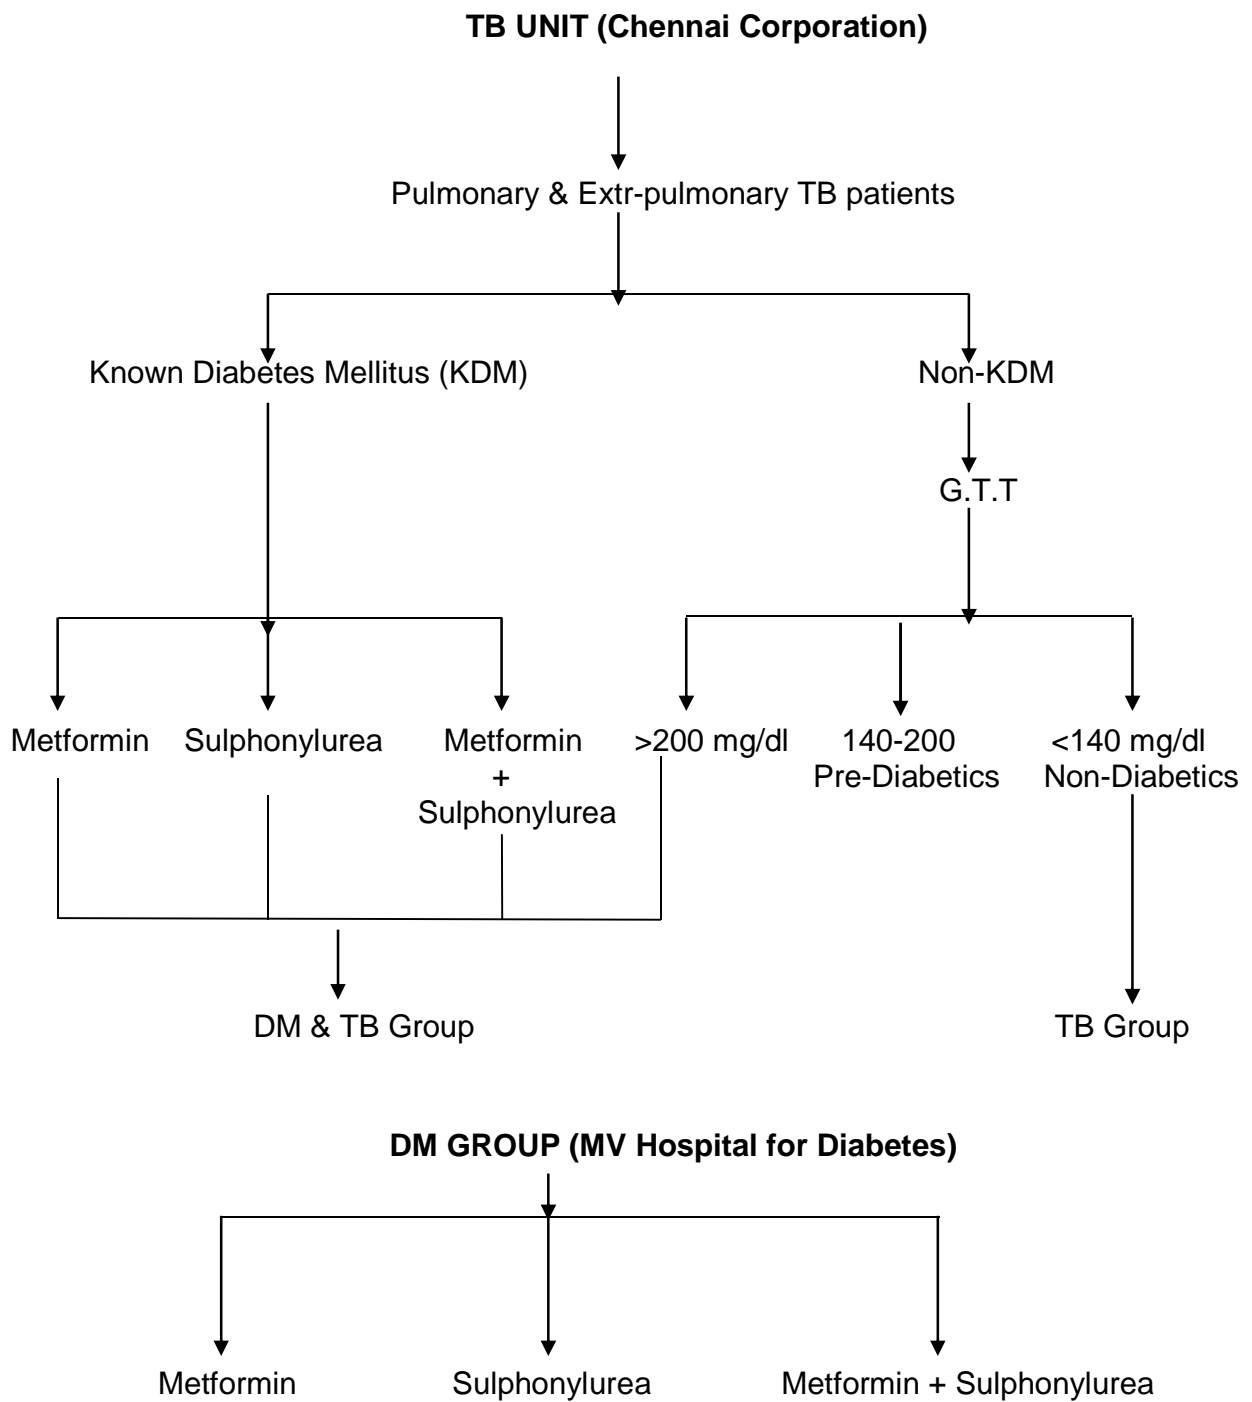 TB UNIT (Chennai Corporation)
Pulmonary & Extr-pulmonary TB patients
Known Diabetes Mellitus (KDM)
Non-KDM
G.T.T
Metformin
Sulphonylurea
Metformin
+
Sulphonylurea
>200 mg/dl
140-200
Pre-Diabetics
<140 mg/dl
Non-Diabetics
DM & TB Group
TB Group
DM GROUP (MV Hospital for Diabetes)
Metformin
Sulphonylurea
Metformin + Sulphonylurea